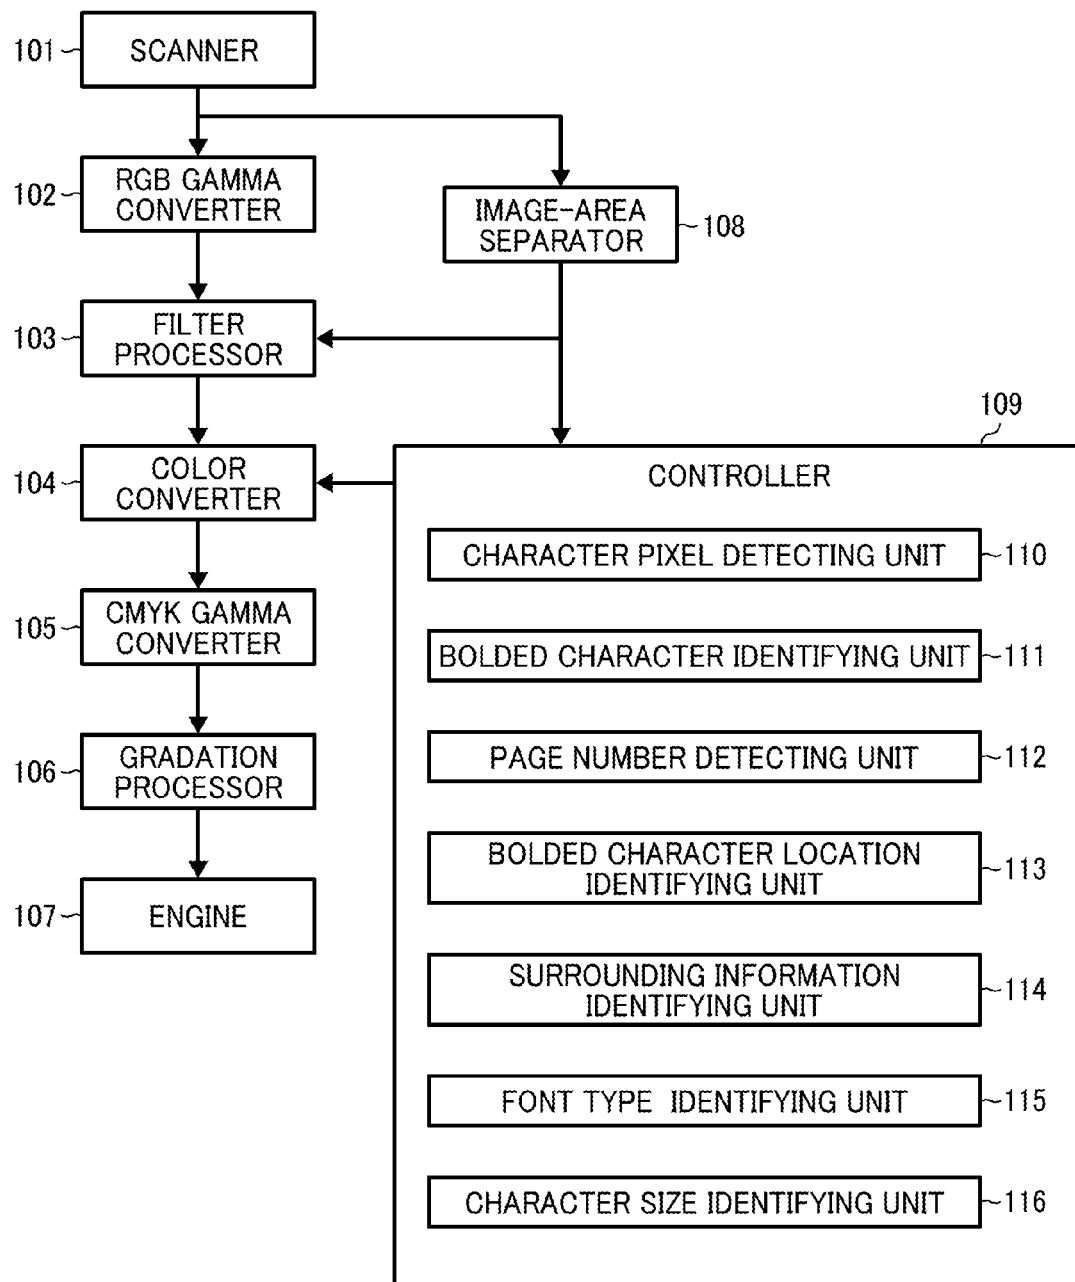 101
SCANNER
102
RGB GAMMA
CONVERTER
IMAGE-AREA
SEPARATOR
108
103
FILTER
PROCESSOR
109
104
COLOR
CONVERTER
CONTROLLER
CHARACTER PIXEL DETECTING UNIT
110
105
CMYK GAMMA
CONVERTER
BOLDED CHARACTER IDENTIFYING UNIT
111
106
GRADATION
PROCESSOR
PAGE NUMBER DETECTING UNIT
112
BOLDED CHARACTER LOCATION
IDENTIFYING UNIT
113
107
ENGINE
SURROUNDING INFORMATION
IDENTIFYING UNIT
114
FONT TYPE IDENTIFYING UNIT
115
CHARACTER SIZE IDENTIFYING UNIT
116